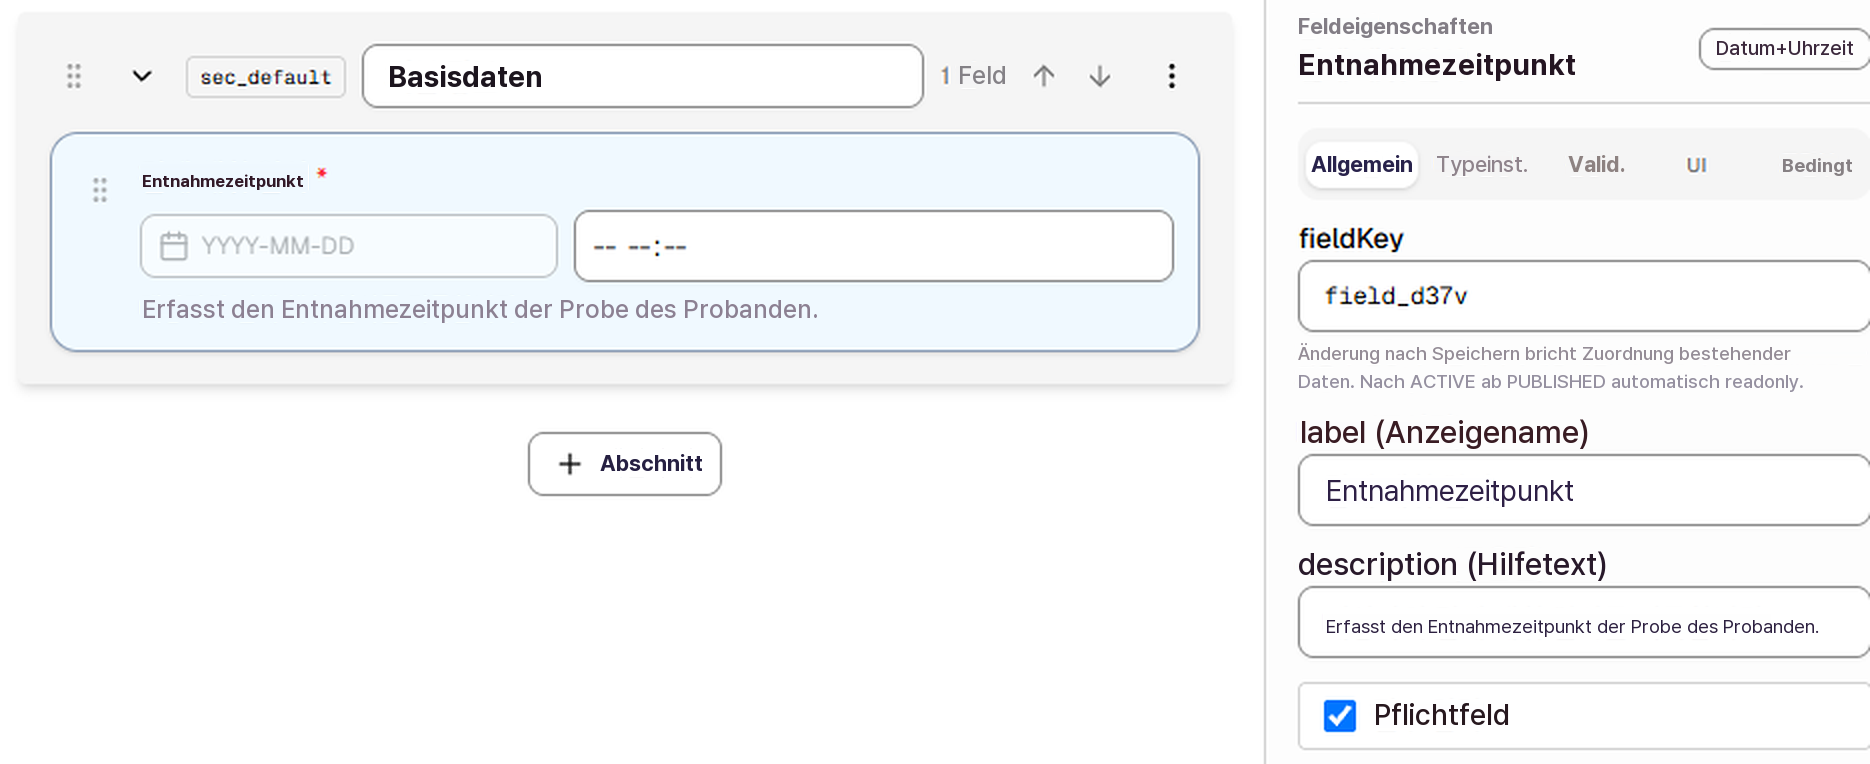 sec_default
Basisdaten
1 Feld
Entnahmezeitpunkt *
YYYY-MM-DD
-- --:--
Erfasst den Entnahmezeitpunkt der Probe des Probanden.
+ Abschnitt
Feldeigenschaften
Entnahmezeitpunkt
Datum+Uhrzeit
Allgemein Typeinst. Valid. UI Bedingt
fieldKey
field_d37v
Änderung nach Speichern bricht Zuordnung bestehender
Daten. Nach ACTIVE ab PUBLISHED automatisch readonly.
label (Anzeigename)
Entnahmezeitpunkt
description (Hilfetext)
Erfasst den Entnahmezeitpunkt der Probe des Probanden.
Pflichtfeld